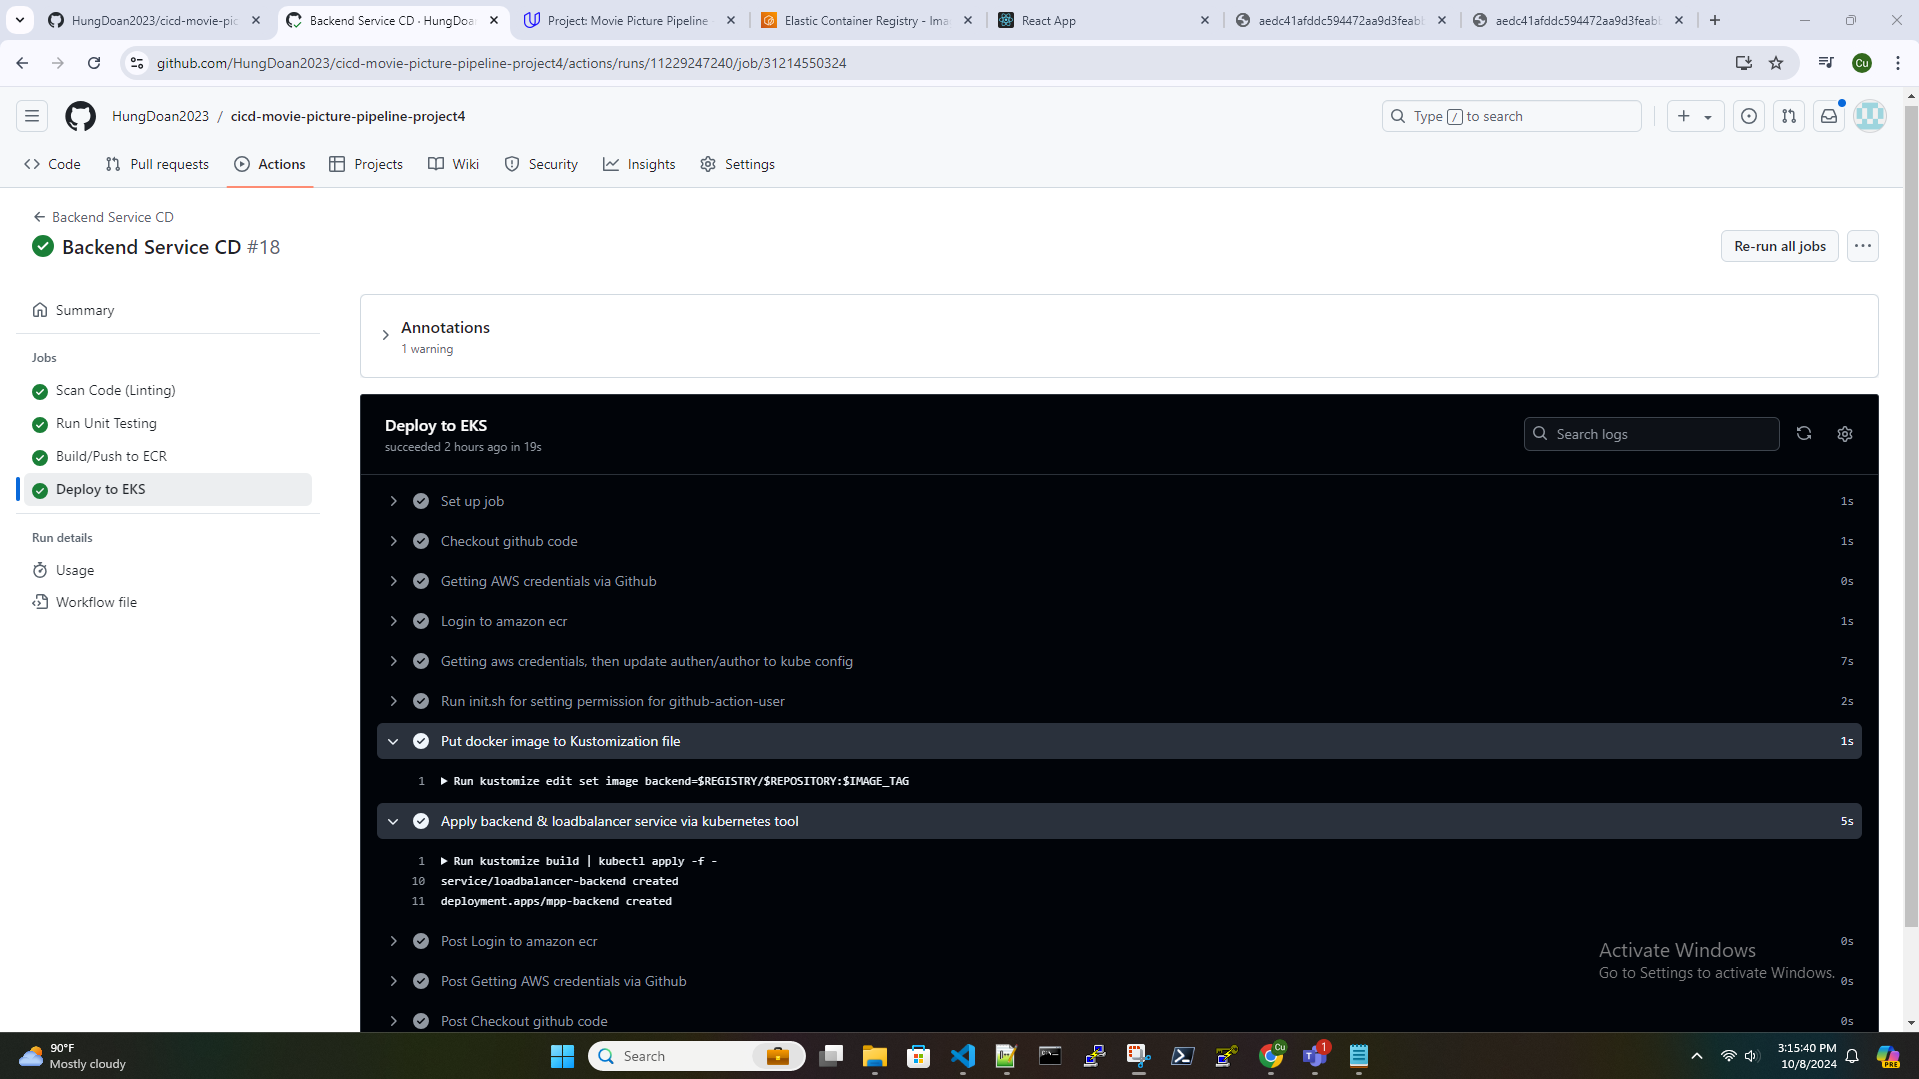 HungDoan2023/cicd-movie-pic
Backend Service CD · HungDoan
Project: Movie Picture Pipeline
Elastic Container Registry - Ima
React App
aedc41afddc594472aa9d3feabb
aedc41afddc594472aa9d3feabb
github.com/HungDoan2023/cicd-movie-picture-pipeline-project4/actions/runs/11229247240/job/31214550324
Cu
HungDoan2023 / cicd-movie-picture-pipeline-project4
Type / to search
Code
Pull requests
Actions
Projects
Wiki
Security
Insights
Settings
Backend Service CD
Backend Service CD #18
Re-run all jobs
Summary
Jobs
Scan Code (Linting)
Run Unit Testing
Build/Push to ECR
Deploy to EKS
Run details
Usage
Workflow file
Annotations
1 warning
Deploy to EKS
succeeded 2 hours ago in 19s
Search logs
Set up job 1s
Checkout github code 1s
Getting AWS credentials via Github 0s
Login to amazon ecr 1s
Getting aws credentials, then update authen/author to kube config 7s
Run init.sh for setting permission for github-action-user 2s
Put docker image to Kustomization file 1s
1 Run kustomize edit set image backend=$REGISTRY/$REPOSITORY:$IMAGE_TAG
Apply backend & loadbalancer service via kubernetes tool 5s
1 Run kustomize build | kubectl apply -f -
10 service/loadbalancer-backend created
11 deployment.apps/mpp-backend created
Post Login to amazon ecr 0s
Post Getting AWS credentials via Github 0s
Post Checkout github code 0s
Activate Windows
Go to Settings to activate Windows.
90°F
Mostly cloudy
Search
Cu
1
3:15:40 PM
10/8/2024
PRE